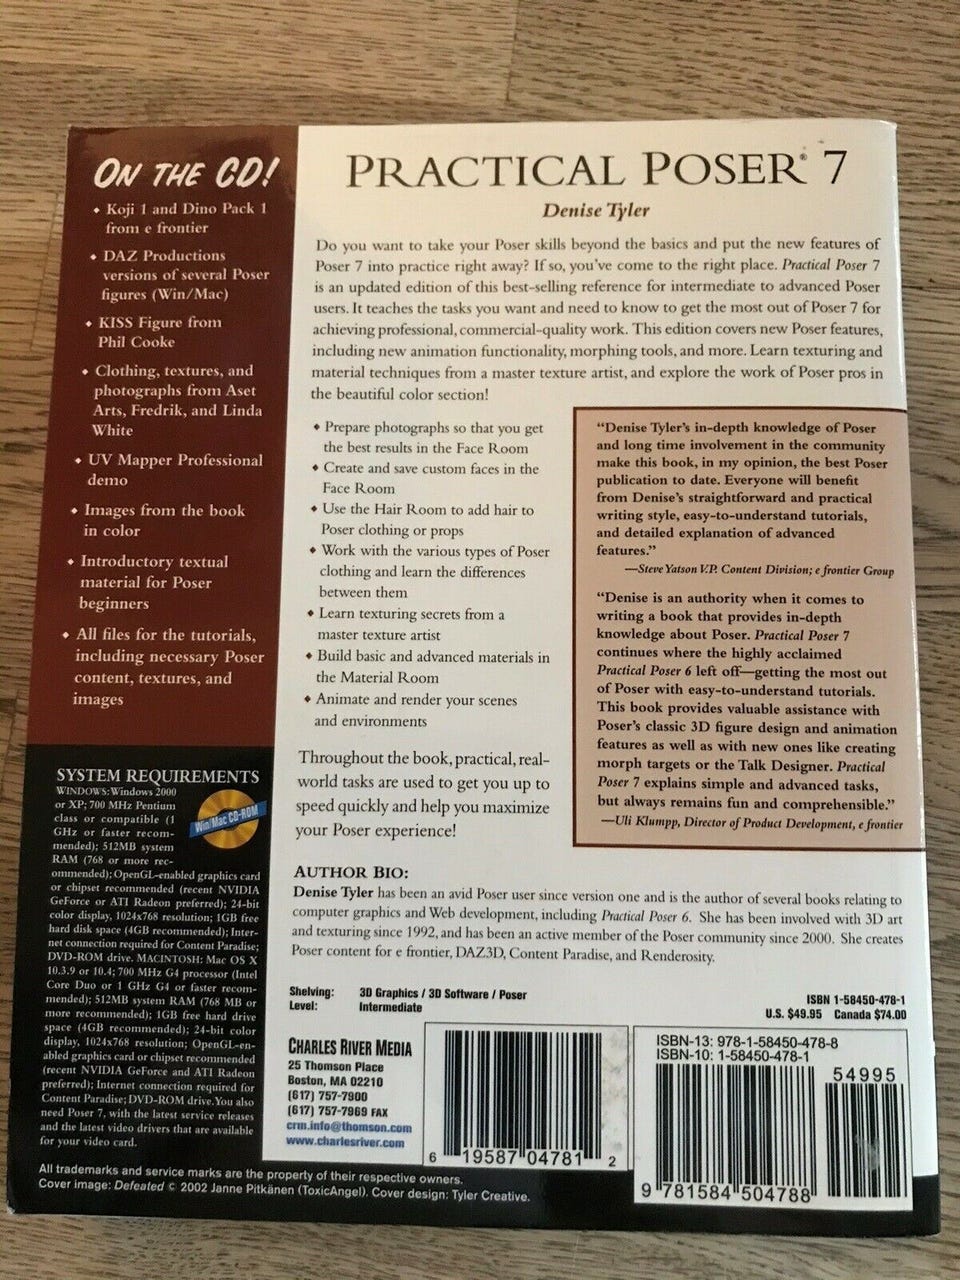 ON THE CD!
◆ Koji 1 and Dino Pack 1
from e frontier
◆ DAZ Productions
versions of several Poser
figures (Win/Mac)
◆ KISS Figure from
Phil Cooke
◆ Clothing, textures, and
photographs from Aset
Arts, Fredrik, and Linda
White
◆ UV Mapper Professional
demo
◆ Images from the book
in color
◆ Introductory textual
material for Poser
beginners
◆ All files for the tutorials,
including necessary Poser
content, textures, and
images
SYSTEM REQUIREMENTS
WINDOWS: Windows 2000
or XP; 700 MHz Pentium
class or compatible (1
GHz or faster recom-
mended); 512MB system
RAM (768 or more rec-
ommended); OpenGL-enabled graphics card
or chipset recommended (recent NVIDIA
GeForce or ATI Radeon preferred); 24-bit
color display, 1024x768 resolution; 1GB free
hard disk space (4GB recommended); Inter-
net connection required for Content Paradise;
DVD-ROM drive. MACINTOSH: Mac OS X
10.3.9 or 10.4; 700 MHz G4 processor (Intel
Core Duo or 1 GHz G4 or faster recom-
mended); 512MB system RAM (768 MB or
more recommended); 1GB free hard drive
space (4GB recommended); 24-bit color
display, 1024x768 resolution; OpenGL-en-
abled graphics card or chipset recommended
(recent NVIDIA GeForce and ATI Radeon
preferred); Internet connection required for
Content Paradise; DVD-ROM drive. You also
need Poser 7, with the latest service releases
and the latest video drivers that are available
for your video card.
Win/Mac CD-ROM
PRACTICAL POSER® 7
Denise Tyler
Do you want to take your Poser skills beyond the basics and put the new features of
Poser 7 into practice right away? If so, you've come to the right place. Practical Poser 7
is an updated edition of this best-selling reference for intermediate to advanced Poser
users. It teaches the tasks you want and need to know to get the most out of Poser 7 for
achieving professional, commercial-quality work. This edition covers new Poser features,
including new animation functionality, morphing tools, and more. Learn texturing and
material techniques from a master texture artist, and explore the work of Poser pros in
the beautiful color section!
◆ Prepare photographs so that you get
the best results in the Face Room
◆ Create and save custom faces in the
Face Room
◆ Use the Hair Room to add hair to
Poser clothing or props
◆ Work with the various types of Poser
clothing and learn the differences
between them
◆ Learn texturing secrets from a
master texture artist
◆ Build basic and advanced materials in
the Material Room
◆ Animate and render your scenes
and environments
Throughout the book, practical, real-
world tasks are used to get you up to
speed quickly and help you maximize
your Poser experience!
"Denise Tyler's in-depth knowledge of Poser
and long time involvement in the community
make this book, in my opinion, the best Poser
publication to date. Everyone will benefit
from Denise's straightforward and practical
writing style, easy-to-understand tutorials,
and detailed explanation of advanced
features."
—Steve Yatson V.P. Content Division; e frontier Group
"Denise is an authority when it comes to
writing a book that provides in-depth
knowledge about Poser. Practical Poser 7
continues where the highly acclaimed
Practical Poser 6 left off—getting the most out
of Poser with easy-to-understand tutorials.
This book provides valuable assistance with
Poser's classic 3D figure design and animation
features as well as with new ones like creating
morph targets or the Talk Designer. Practical
Poser 7 explains simple and advanced tasks,
but always remains fun and comprehensible."
—Uli Klumpp, Director of Product Development, e frontier
AUTHOR BIO:
Denise Tyler has been an avid Poser user since version one and is the author of several books relating to
computer graphics and Web development, including Practical Poser 6. She has been involved with 3D art
and texturing since 1992, and has been an active member of the Poser community since 2000. She creates
Poser content for e frontier, DAZ3D, Content Paradise, and Renderosity.
Shelving: 3D Graphics / 3D Software / Poser
Level: Intermediate
ISBN 1-58450-478-1
U.S. $49.95 Canada $74.00
CHARLES RIVER MEDIA
25 Thomson Place
Boston, MA 02210
(617) 757-7900
(617) 757-7969 FAX
crm.info@thomson.com
www.charlesriver.com
6 19587 04781 2
ISBN-13: 978-1-58450-478-8
ISBN-10: 1-58450-478-1
54995
9 781584 504788
All trademarks and service marks are the property of their respective owners.
Cover image: Defeated © 2002 Janne Pitkänen (ToxicAngel). Cover design: Tyler Creative.